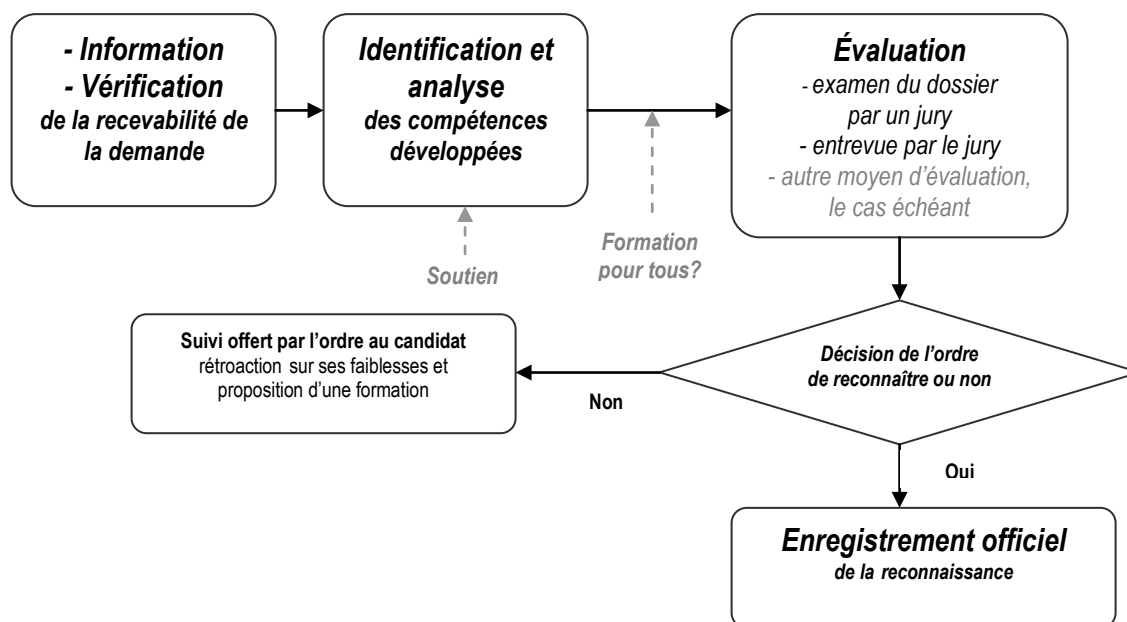 - Information
- Vérification
de la recevabilité de
la demande
Identification et
analyse
des compétences
développées
Évaluation
- examen du dossier
par un jury
- entrevue par le jury
- autre moyen d'évaluation,
le cas échéant
Soutien
Formation
pour tous?
Suivi offert par l'ordre au candidat
rétroaction sur ses faiblesses et
proposition d'une formation
Non
Décision de l'ordre
de reconnaître ou non
Oui
Enregistrement officiel
de la reconnaissance